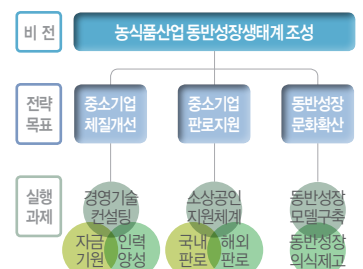 비 전
농식품산업 동반성장생태계 조성
전략
목표
중소기업
체질개선
중소기업
판로지원
동반성장
문화확산
실행
과제
경영기술
컨설팅
자금
기원
인력
양성
소상공인
지원체계
국내
판로
해외
판로
동반성장
모델구축
동반성장
의식제고